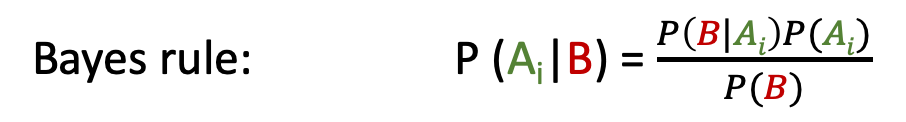 Bayes rule: P (Aᵢ|B) = P(B|Aᵢ)P(Aᵢ) / P(B)